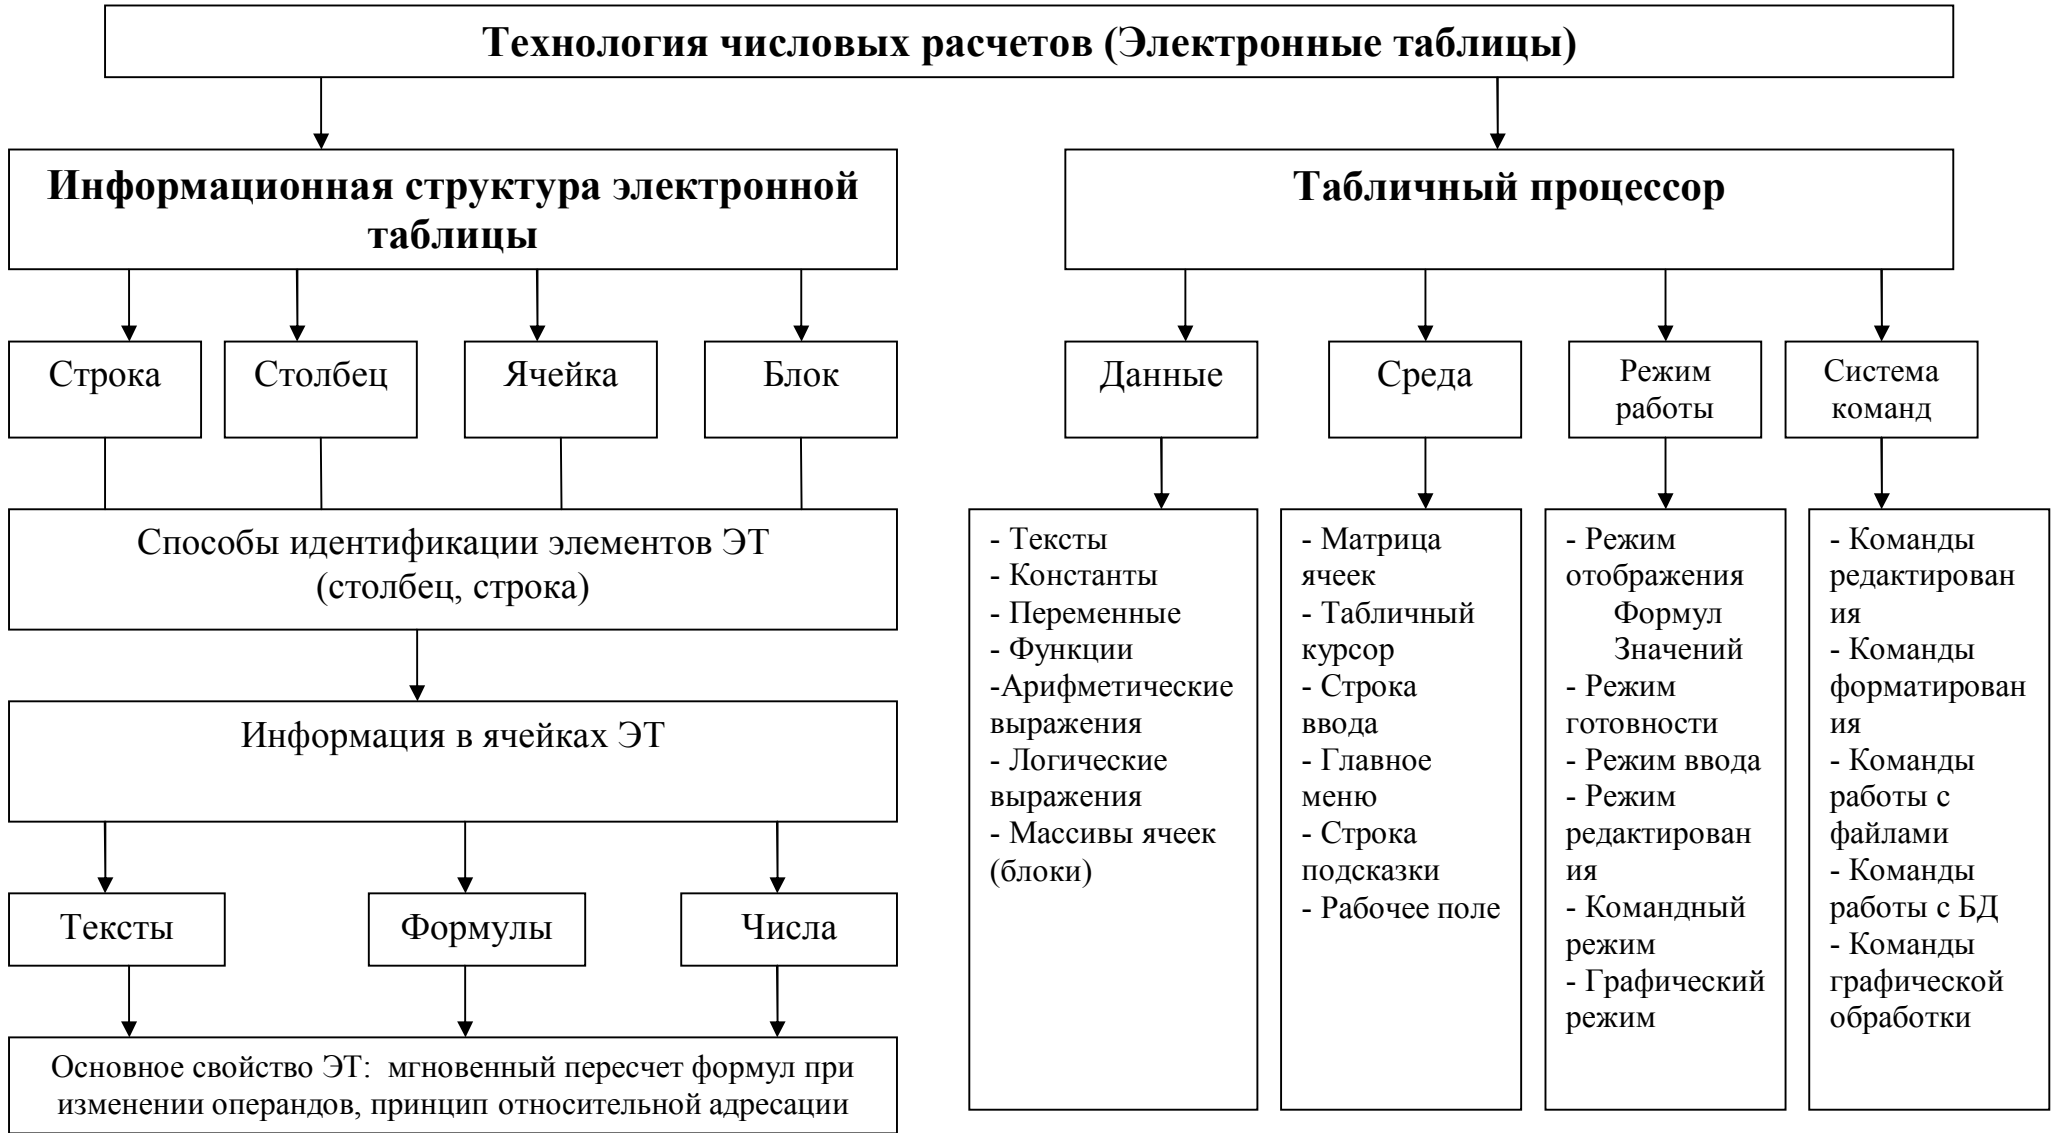 Технология числовых расчетов (Электронные таблицы)
Информационная структура электронной
таблицы
Табличный процессор
Строка
Столбец
Ячейка
Блок
Данные
Среда
Режим
работы
Система
команд
Способы идентификации элементов ЭТ
(столбец, строка)
Информация в ячейках ЭТ
Тексты
Формулы
Числа
Основное свойство ЭТ:  мгновенный пересчет формул при
изменении операндов, принцип относительной адресации
- Тексты
- Константы
- Переменные
- Функции
-Арифметические
выражения
- Логические
выражения
- Массивы ячеек
(блоки)
- Матрица
ячеек
- Табличный
курсор
- Строка
ввода
- Главное
меню
- Строка
подсказки
- Рабочее поле
- Режим
отображения
Формул
Значений
- Режим
готовности
- Режим ввода
- Режим
редактирован
ия
- Командный
режим
- Графический
режим
- Команды
редактирован
ия
- Команды
форматирован
ия
- Команды
работы с
файлами
- Команды
работы с БД
- Команды
графической
обработки